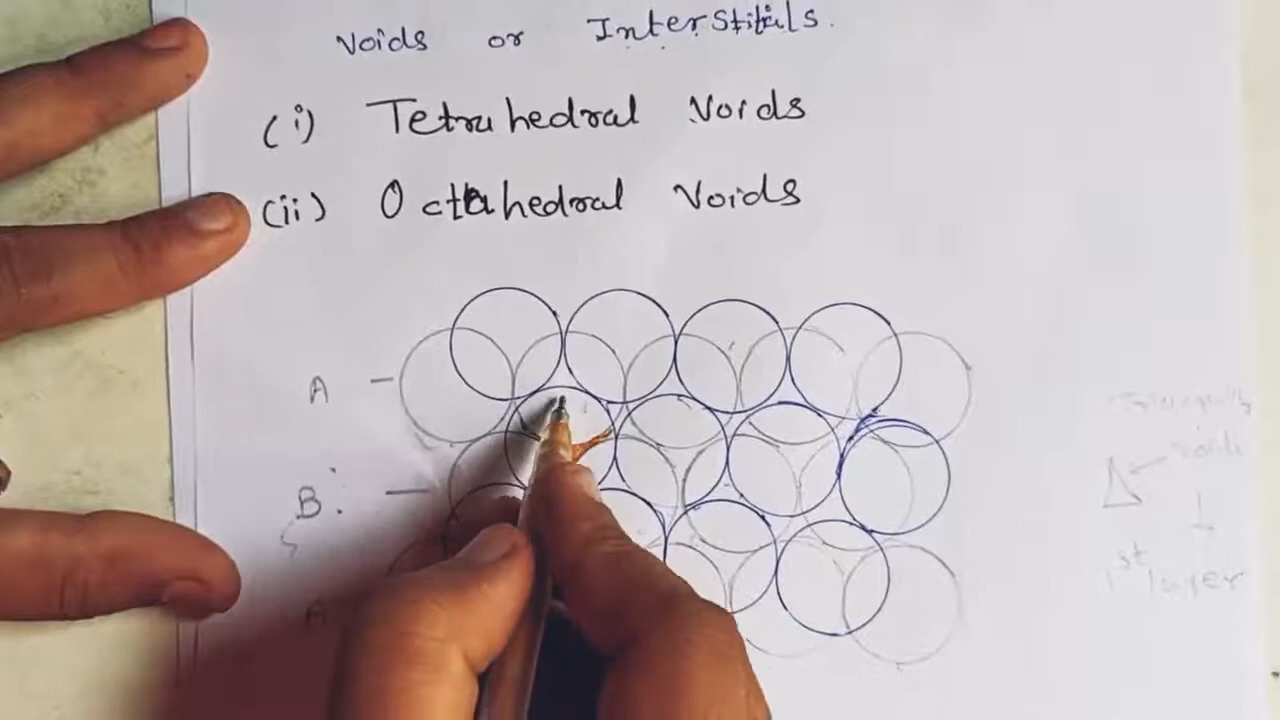 Voids or Interstitials.
(i) Tetrahedral Voids
(ii) Octahedral Voids
A –
B. –
A
1st layer